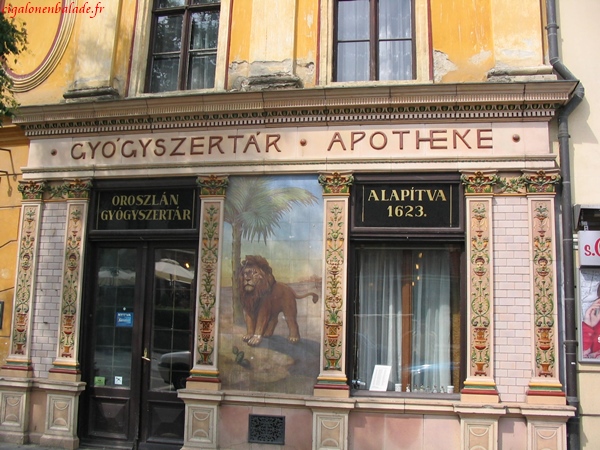 cigalonenbalade.fr
GYÓGYSZERTÁR · APOTHEKE ·
OROSZLÁN
GYÓGYSZERTÁR
ALAPÍTVA
1623.